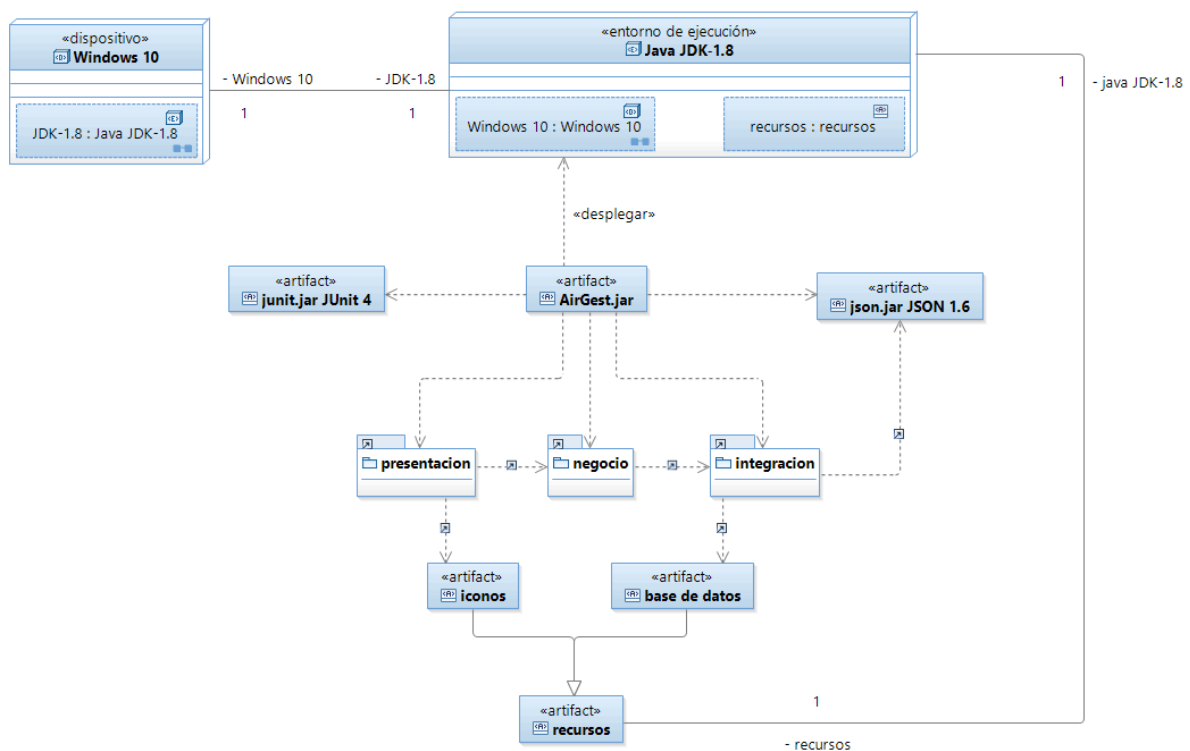 «dispositivo»
Windows 10
JDK-1.8 : Java JDK-1.8
- Windows 10
- JDK-1.8
1
1
«entorno de ejecución»
Java JDK-1.8
Windows 10 : Windows 10
recursos : recursos
1
- java JDK-1.8
«desplegar»
«artifact»
junit.jar JUnit 4
«artifact»
AirGest.jar
«artifact»
json.jar JSON 1.6
presentacion
negocio
integracion
«artifact»
iconos
«artifact»
base de datos
«artifact»
recursos
1
- recursos